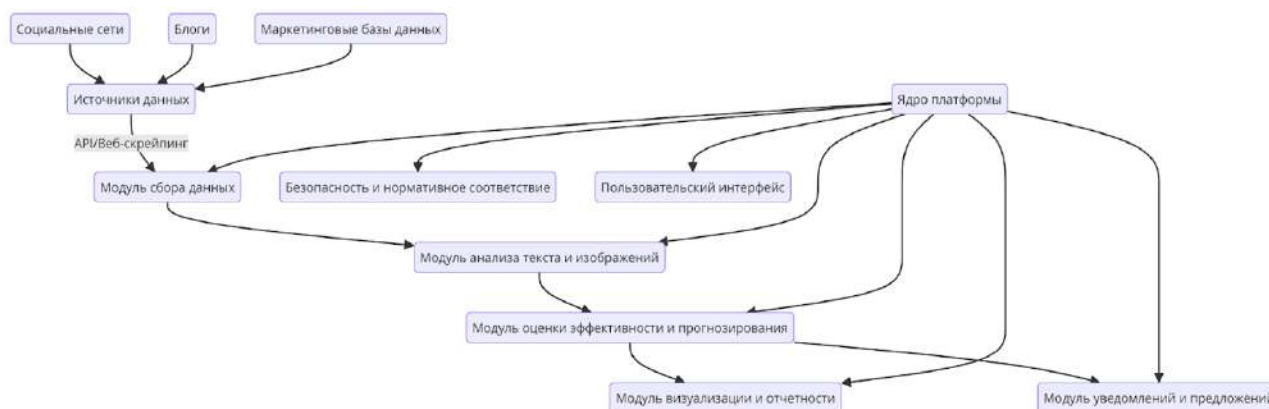 Социальные сети
Блоги
Маркетинговые базы данных
Источники данных
Ядро платформы
API/Веб-скрейпинг
Модуль сбора данных
Безопасность и нормативное соответствие
Пользовательский интерфейс
Модуль анализа текста и изображений
Модуль оценки эффективности и прогнозирования
Модуль визуализации и отчетности
Модуль уведомлений и предложений